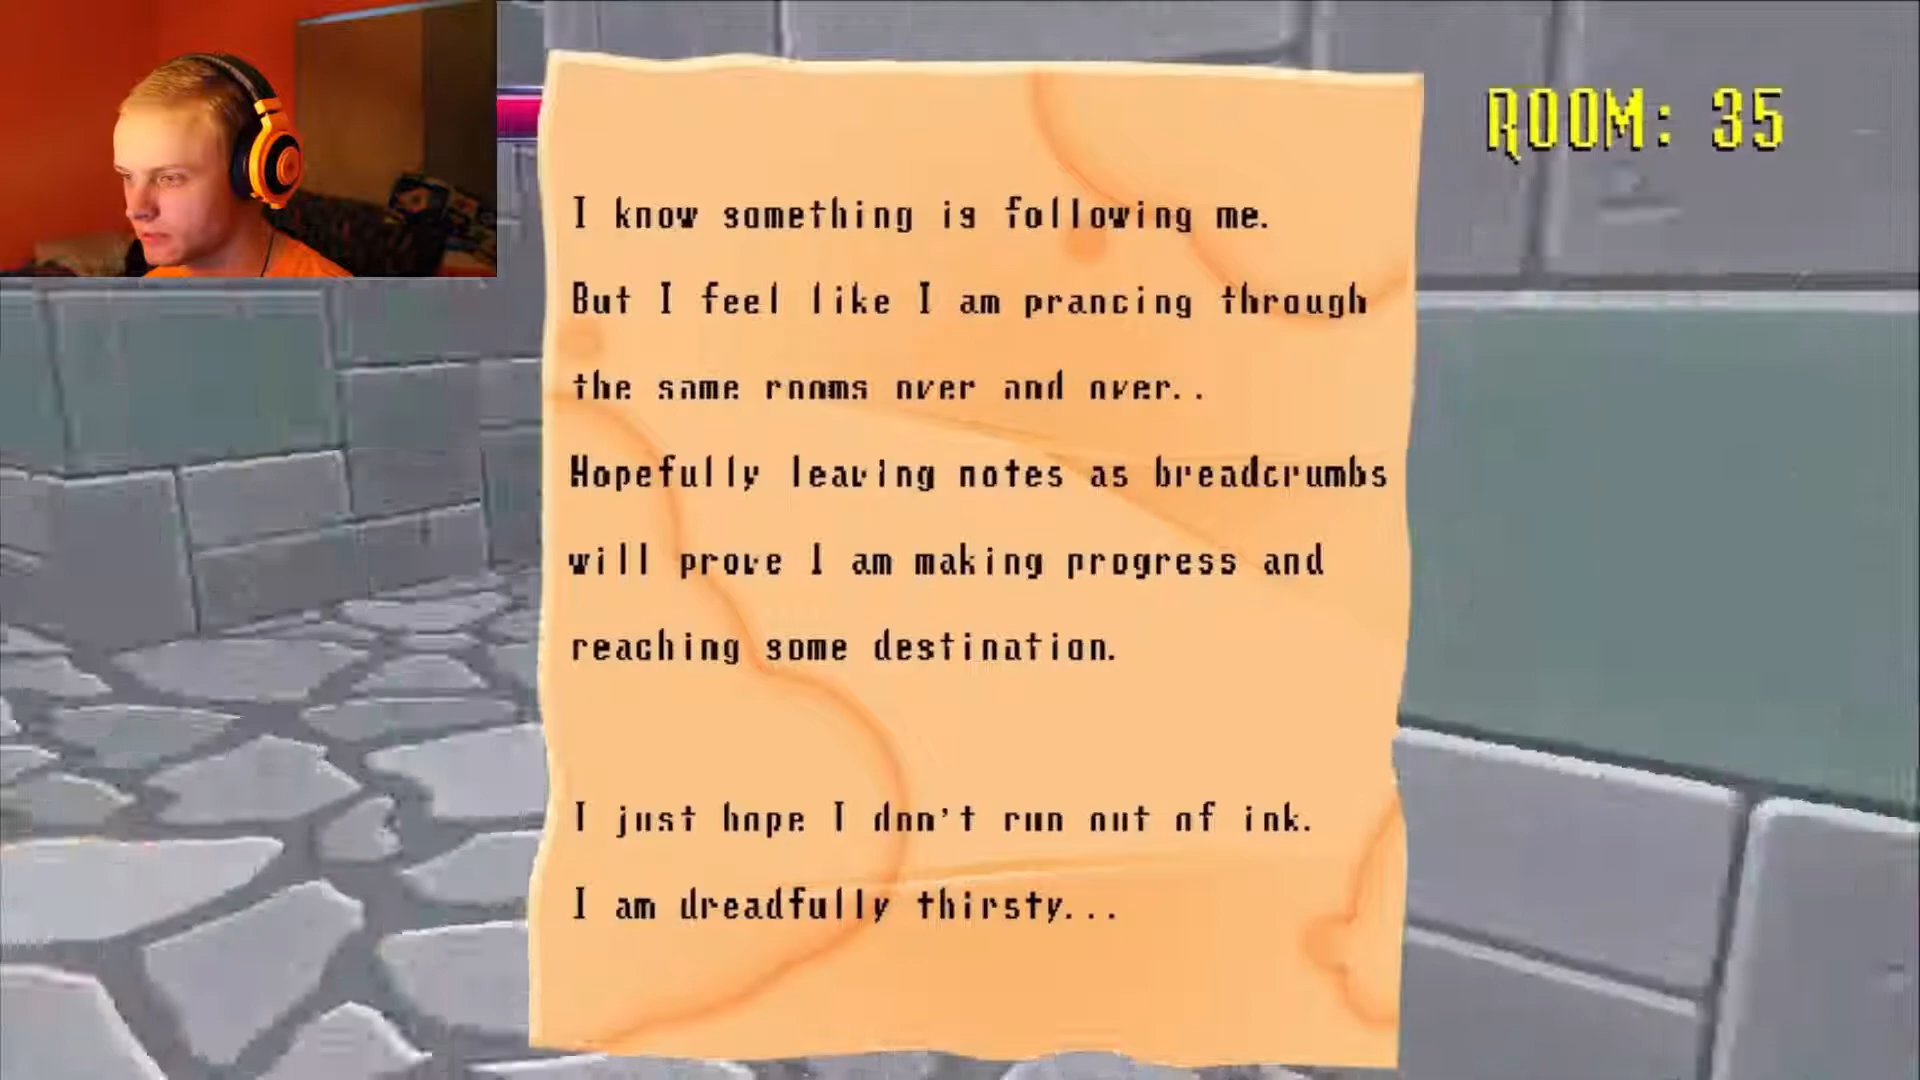 ROOM: 35
I know something is following me.
But I feel like I am prancing through
the same rooms over and over..
Hopefully leaving notes as breadcrumbs
will prove I am making progress and
reaching some destination.
I just hope I don't run out of ink.
I am dreadfully thirsty...